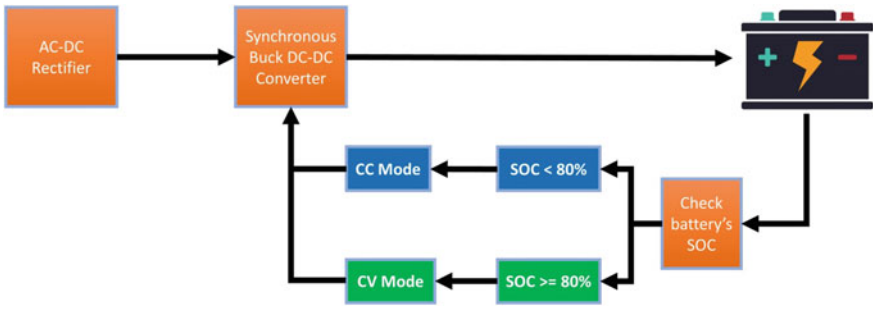 AC-DC
Rectifier
Synchronous
Buck DC-DC
Converter
+ −
CC Mode
SOC < 80%
Check
battery's
SOC
CV Mode
SOC >= 80%